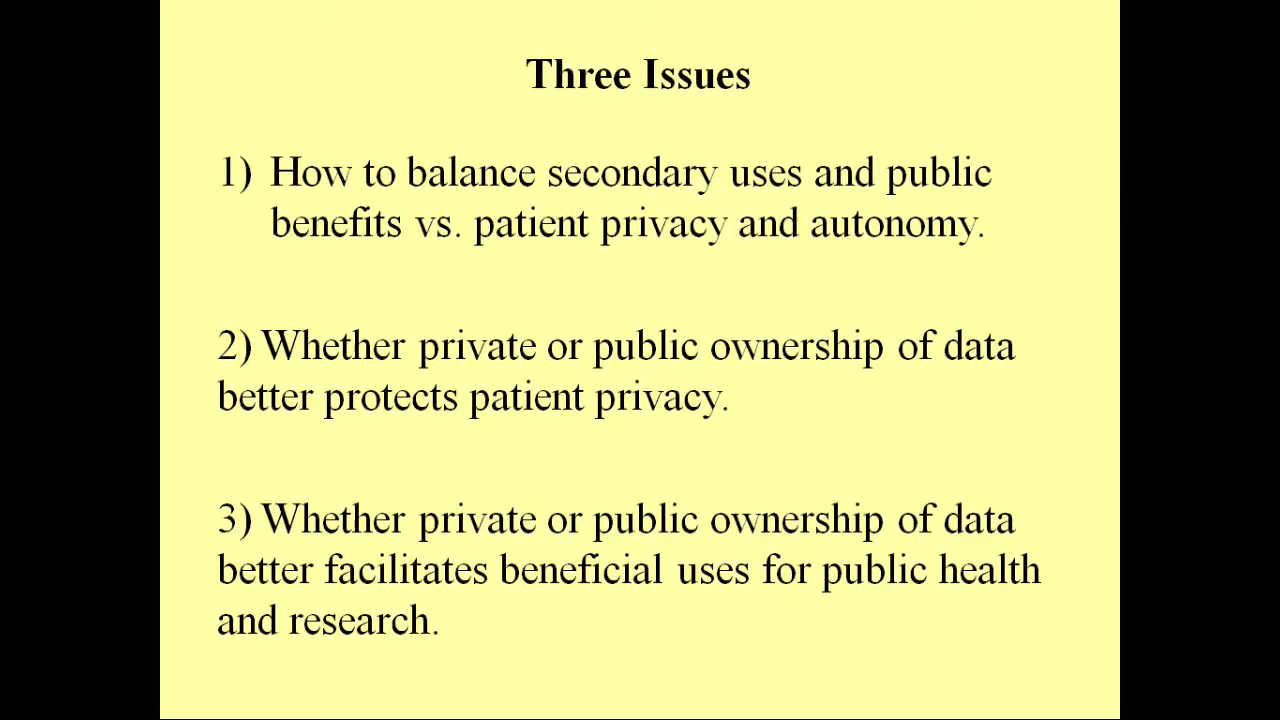 Three Issues
1) How to balance secondary uses and public
benefits vs. patient privacy and autonomy.
2) Whether private or public ownership of data
better protects patient privacy.
3) Whether private or public ownership of data
better facilitates beneficial uses for public health
and research.